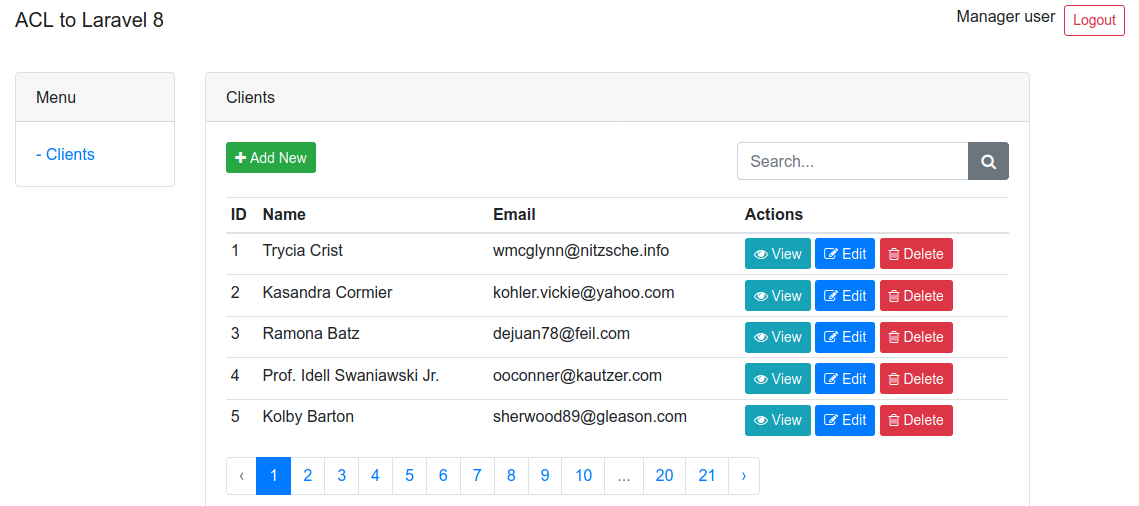 ACL to Laravel 8
Manager user Logout
Menu
Clients
- Clients
Add New
Search...
ID Name Email Actions
1 Trycia Crist wmcglynn@nitzsche.info View Edit Delete
2 Kasandra Cormier kohler.vickie@yahoo.com View Edit Delete
3 Ramona Batz dejuan78@feil.com View Edit Delete
4 Prof. Idell Swaniawski Jr. ooconner@kautzer.com View Edit Delete
5 Kolby Barton sherwood89@gleason.com View Edit Delete
‹ 1 2 3 4 5 6 7 8 9 10 ... 20 21 ›